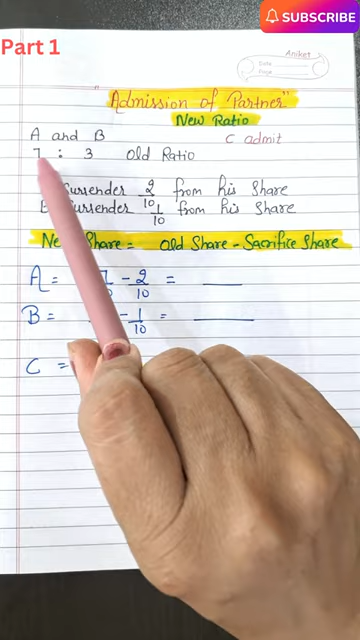 SUBSCRIBE
Part 1
Aniket
Date
Page
"Admission of Partner"
New Ratio
A and B C admit
7 : 3 Old Ratio
Surrender 2/10 from his Share
B Surrender 1/10 from his Share
New Share = Old Share - Sacrifice Share
A = - 2/10 =
B = - 1/10 =
C =